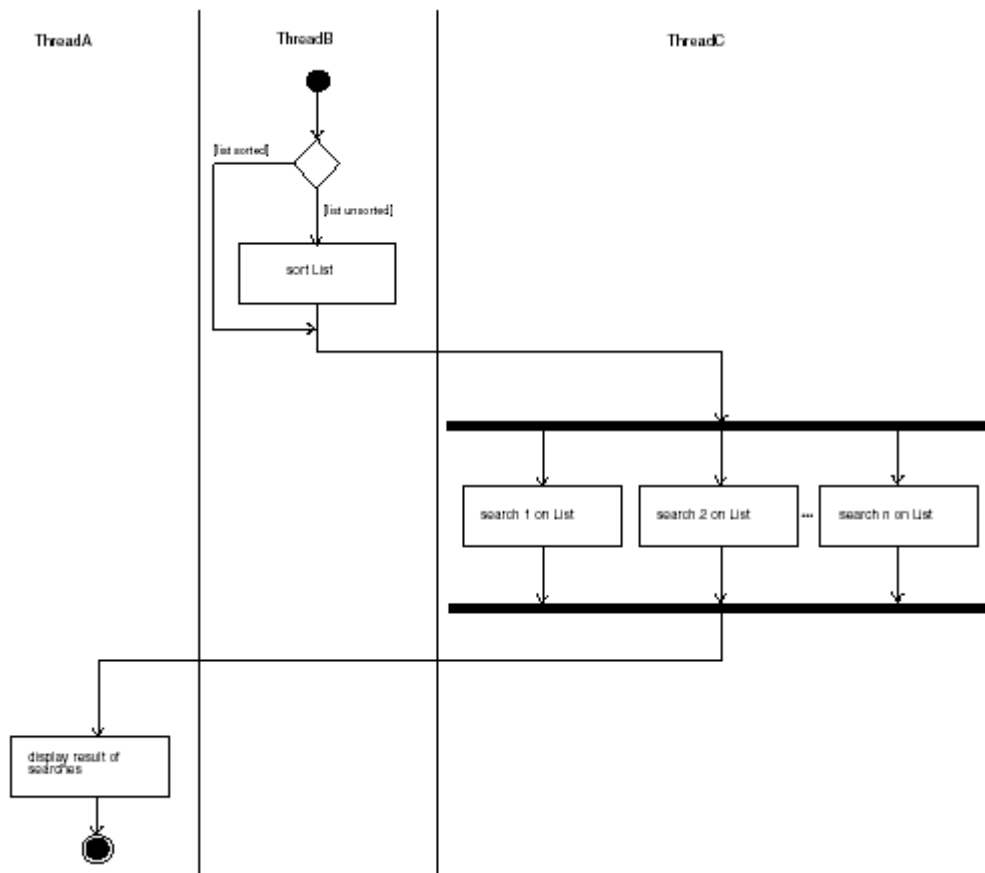 ThreadA
ThreadB
ThreadC
[list sorted]
[list unsorted]
sort List
search 1 on List
search 2 on List
...
search n on List
display result of
searches